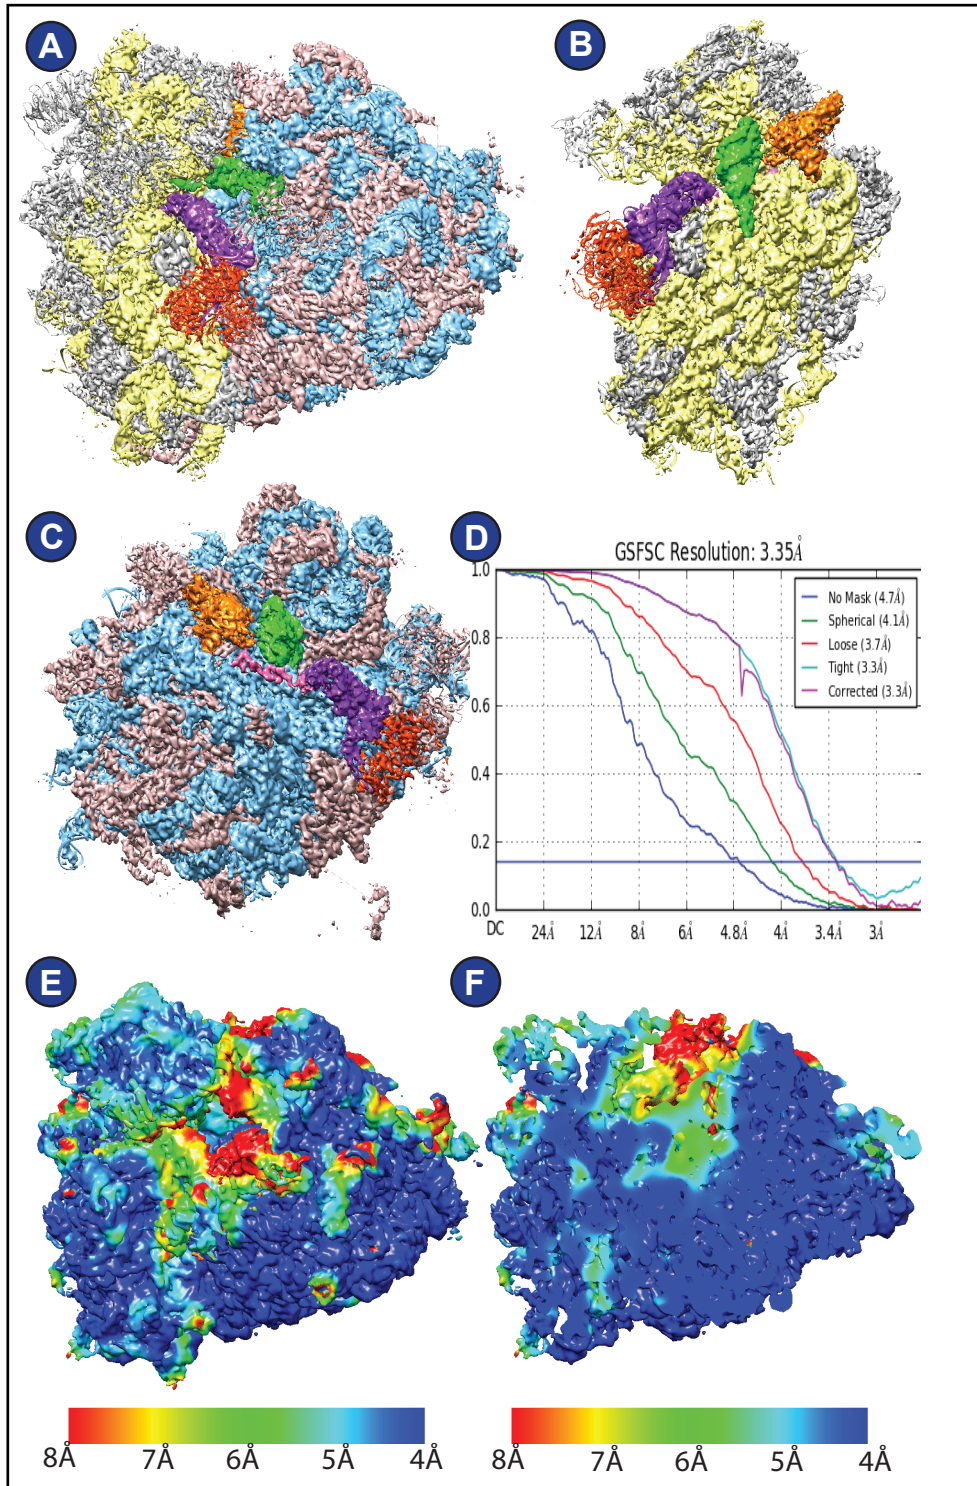 A
B
C
D
GSFSC Resolution: 3.35Å
1.0
0.8
0.6
0.4
0.2
0.0
No Mask (4.7Å)
Spherical (4.1Å)
Loose (3.7Å)
Tight (3.3Å)
Corrected (3.3Å)
DC 24Å 12Å 8Å 6Å 4.8Å 4Å 3.4Å 3Å
E
F
8Å 7Å 6Å 5Å 4Å
8Å 7Å 6Å 5Å 4Å